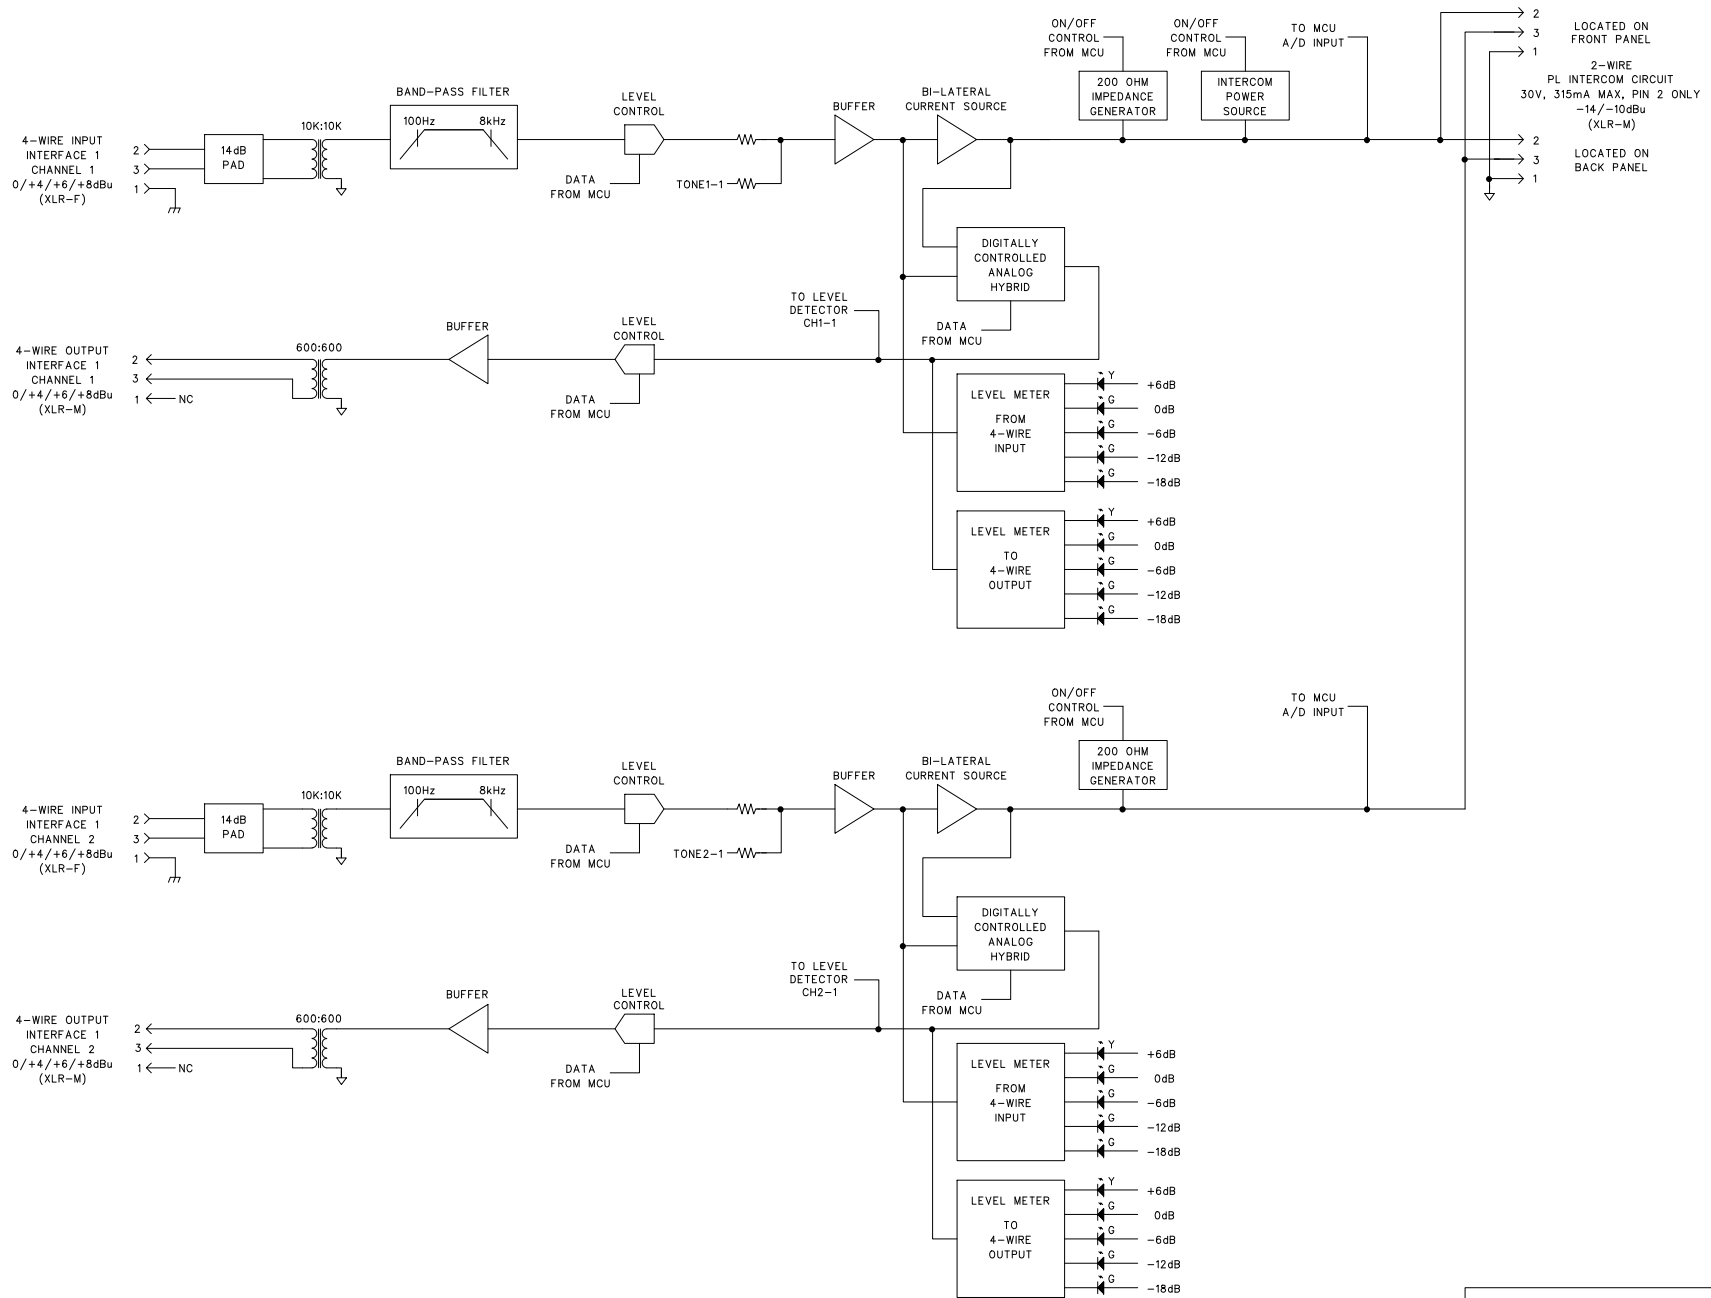 ON/OFF
CONTROL
FROM MCU
ON/OFF
CONTROL
FROM MCU
TO MCU
A/D INPUT
2
3
1
LOCATED ON
FRONT PANEL
2-WIRE
PL INTERCOM CIRCUIT
30V, 315mA MAX, PIN 2 ONLY
-14/-10dBu
(XLR-M)
2
3
1
LOCATED ON
BACK PANEL
200 OHM
IMPEDANCE
GENERATOR
INTERCOM
POWER
SOURCE
4-WIRE INPUT
INTERFACE 1
CHANNEL 1
0/+4/+6/+8dBu
(XLR-F)
2
3
1
14dB
PAD
10K:10K
BAND-PASS FILTER
100Hz
8kHz
LEVEL
CONTROL
DATA
FROM MCU
TONE1-1
BUFFER
BI-LATERAL
CURRENT SOURCE
DIGITALLY
CONTROLLED
ANALOG
HYBRID
DATA
FROM MCU
TO LEVEL
DETECTOR
CH1-1
4-WIRE OUTPUT
INTERFACE 1
CHANNEL 1
0/+4/+6/+8dBu
(XLR-M)
2
3
1
NC
600:600
BUFFER
LEVEL
CONTROL
DATA
FROM MCU
LEVEL METER
FROM
4-WIRE
INPUT
Y
+6dB
G
0dB
G
-6dB
G
-12dB
G
-18dB
LEVEL METER
TO
4-WIRE
OUTPUT
Y
+6dB
G
0dB
G
-6dB
G
-12dB
G
-18dB
ON/OFF
CONTROL
FROM MCU
TO MCU
A/D INPUT
200 OHM
IMPEDANCE
GENERATOR
4-WIRE INPUT
INTERFACE 1
CHANNEL 2
0/+4/+6/+8dBu
(XLR-F)
2
3
1
14dB
PAD
10K:10K
BAND-PASS FILTER
100Hz
8kHz
LEVEL
CONTROL
DATA
FROM MCU
TONE2-1
BUFFER
BI-LATERAL
CURRENT SOURCE
DIGITALLY
CONTROLLED
ANALOG
HYBRID
DATA
FROM MCU
TO LEVEL
DETECTOR
CH2-1
4-WIRE OUTPUT
INTERFACE 1
CHANNEL 2
0/+4/+6/+8dBu
(XLR-M)
2
3
1
NC
600:600
BUFFER
LEVEL
CONTROL
DATA
FROM MCU
LEVEL METER
FROM
4-WIRE
INPUT
Y
+6dB
G
0dB
G
-6dB
G
-12dB
G
-18dB
LEVEL METER
TO
4-WIRE
OUTPUT
Y
+6dB
G
0dB
G
-6dB
G
-12dB
G
-18dB